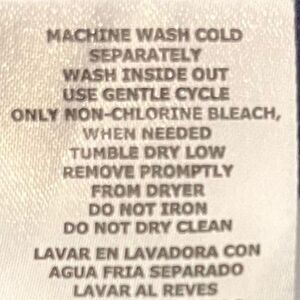 MACHINE WASH COLD
SEPARATELY
WASH INSIDE OUT
USE GENTLE CYCLE
ONLY NON-CHLORINE BLEACH,
WHEN NEEDED
TUMBLE DRY LOW
REMOVE PROMPTLY
FROM DRYER
DO NOT IRON
DO NOT DRY CLEAN
LAVAR EN LAVADORA CON
AGUA FRIA SEPARADO
LAVAR AL REVES